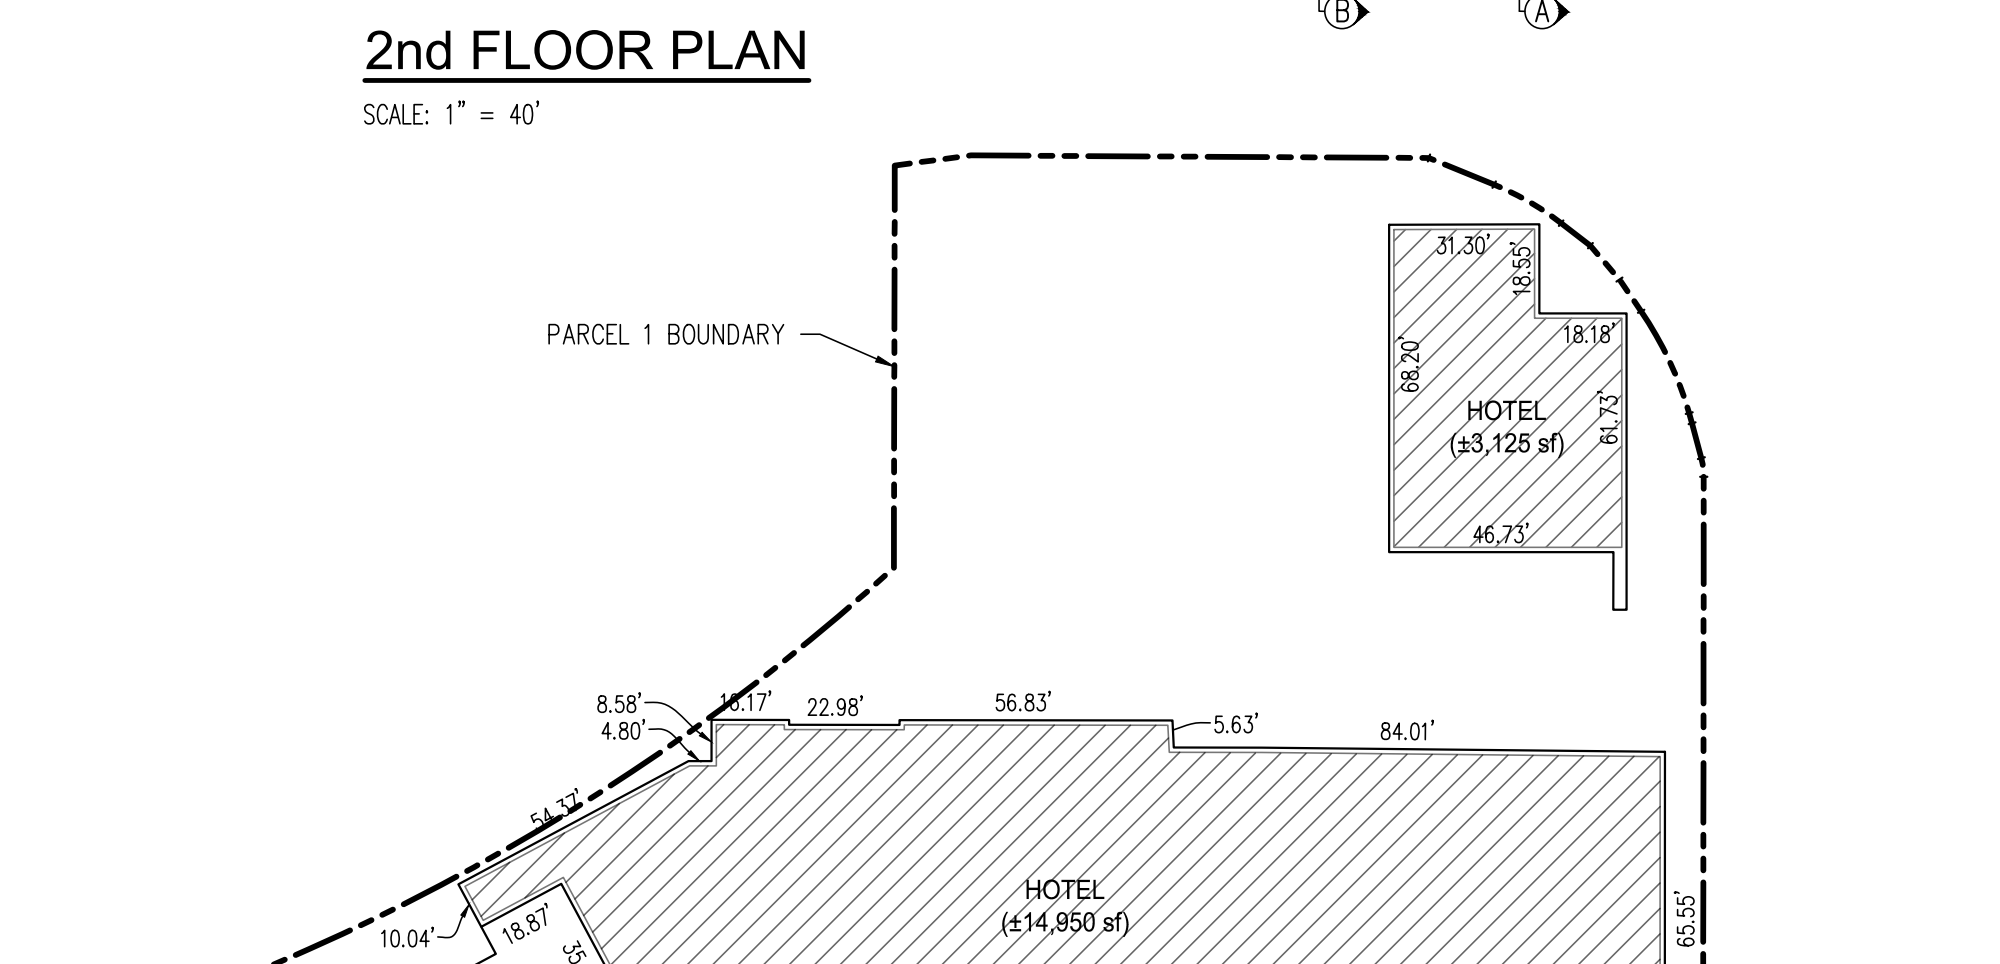 B
A
2nd FLOOR PLAN
SCALE: 1” = 40’
31.30’
18.55’
PARCEL 1 BOUNDARY
18.18’
68.20’
HOTEL
61.73’
(±3,125 sf)
46.73’
8.58’
16.17’
22.98’
56.83’
4.80’
5.63’
84.01’
54.37’
HOTEL
(±14,950 sf)
65.55’
10.04’
18.87’
35